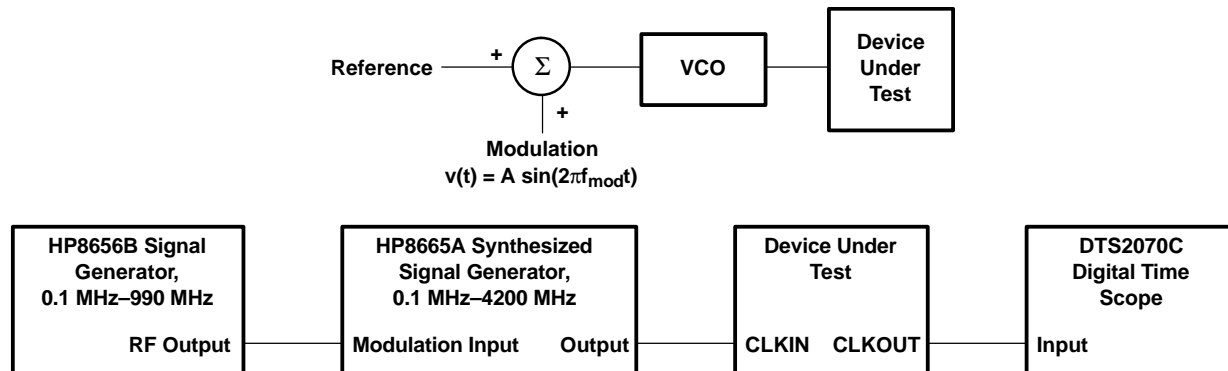 Reference
+
Σ
+
VCO
Device
Under
Test
Modulation
v(t) = A sin(2πf_mod t)
HP8656B Signal
Generator,
0.1 MHz–990 MHz
RF Output
HP8665A Synthesized
Signal Generator,
0.1 MHz–4200 MHz
Modulation Input Output
Device Under
Test
CLKIN CLKOUT
DTS2070C
Digital Time
Scope
Input